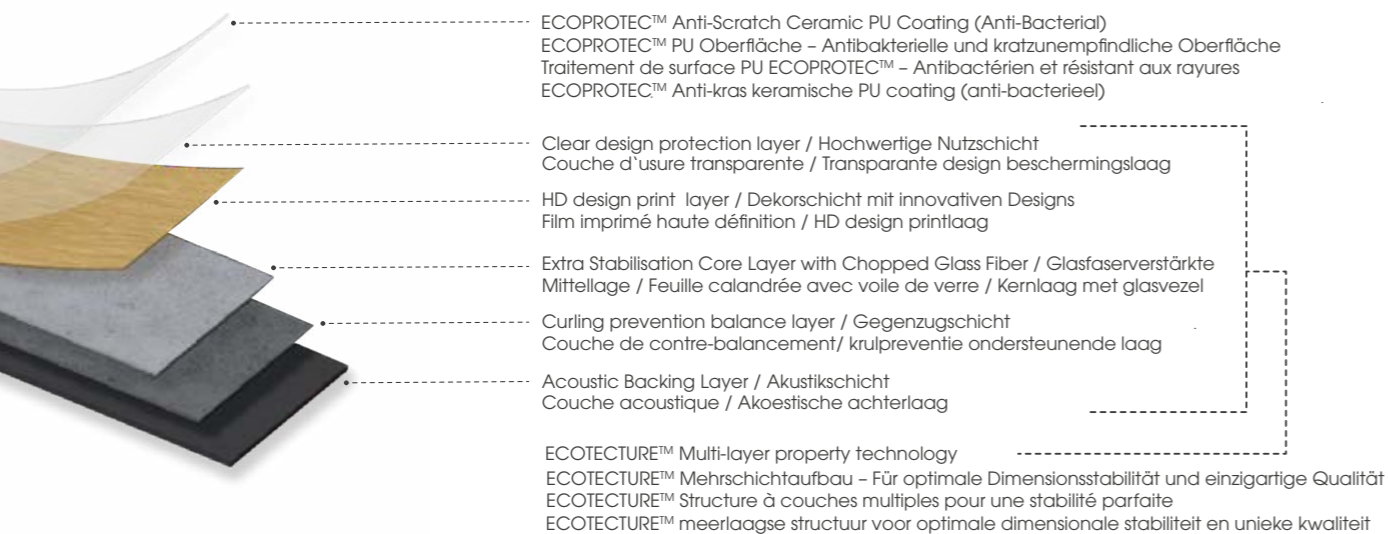 ECOPROTEC™ Anti-Scratch Ceramic PU Coating (Anti-Bacterial)
ECOPROTEC™ PU Oberfläche – Antibakterielle und kratzunempfindliche Oberfläche
Traitement de surface PU ECOPROTEC™ – Antibactérien et résistant aux rayures
ECOPROTEC™ Anti-kras keramische PU coating (anti-bacterieel)
Clear design protection layer / Hochwertige Nutzschicht
Couche d`usure transparente / Transparante design beschermingslaag
HD design print layer / Dekorschicht mit innovativen Designs
Film imprimé haute définition / HD design printlaag
Extra Stabilisation Core Layer with Chopped Glass Fiber / Glasfaserverstärkte
Mittellage / Feuille calandrée avec voile de verre / Kernlaag met glasvezel
Curling prevention balance layer / Gegenzugschicht
Couche de contre-balancement/ krulpreventie ondersteunende laag
Acoustic Backing Layer / Akustikschicht
Couche acoustique / Akoestische achterlaag
ECOTECTURE™ Multi-layer property technology
ECOTECTURE™ Mehrschichtaufbau – Für optimale Dimensionsstabilität und einzigartige Qualität
ECOTECTURE™ Structure à couches multiples pour une stabilité parfaite
ECOTECTURE™ meerlaagse structuur voor optimale dimensionale stabiliteit en unieke kwaliteit